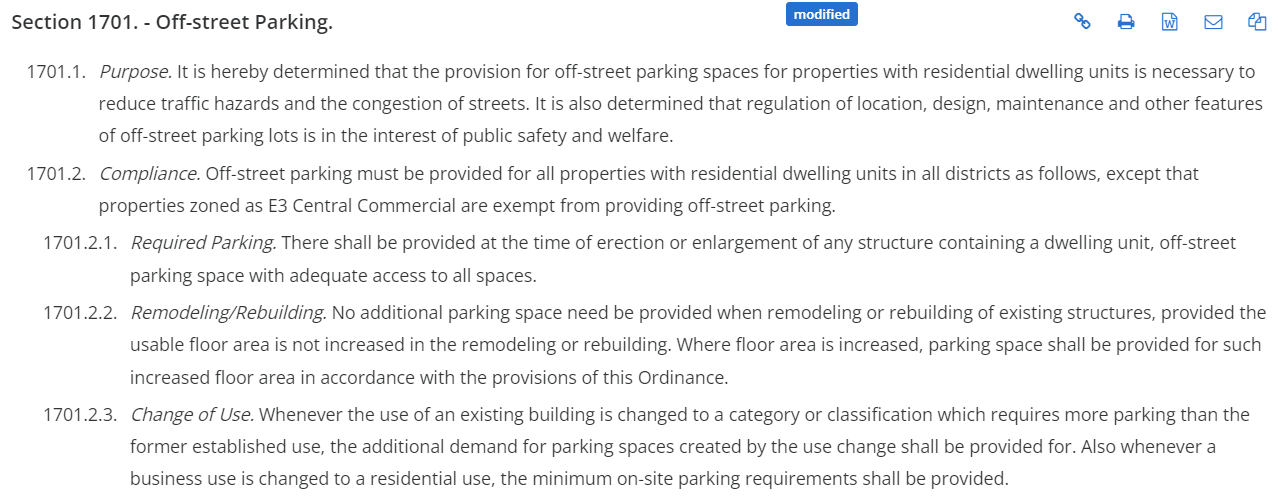 Section 1701. - Off-street Parking.
modified
1701.1. Purpose. It is hereby determined that the provision for off-street parking spaces for properties with residential dwelling units is necessary to
reduce traffic hazards and the congestion of streets. It is also determined that regulation of location, design, maintenance and other features
of off-street parking lots is in the interest of public safety and welfare.
1701.2. Compliance. Off-street parking must be provided for all properties with residential dwelling units in all districts as follows, except that
properties zoned as E3 Central Commercial are exempt from providing off-street parking.
1701.2.1. Required Parking. There shall be provided at the time of erection or enlargement of any structure containing a dwelling unit, off-street
parking space with adequate access to all spaces.
1701.2.2. Remodeling/Rebuilding. No additional parking space need be provided when remodeling or rebuilding of existing structures, provided the
usable floor area is not increased in the remodeling or rebuilding. Where floor area is increased, parking space shall be provided for such
increased floor area in accordance with the provisions of this Ordinance.
1701.2.3. Change of Use. Whenever the use of an existing building is changed to a category or classification which requires more parking than the
former established use, the additional demand for parking spaces created by the use change shall be provided for. Also whenever a
business use is changed to a residential use, the minimum on-site parking requirements shall be provided.